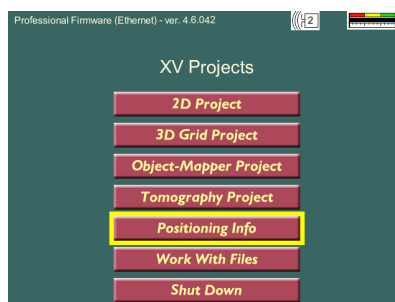 Professional Firmware (Ethernet) - ver. 4.6.042
2
XV Projects
2D Project
3D Grid Project
Object-Mapper Project
Tomography Project
Positioning Info
Work With Files
Shut Down